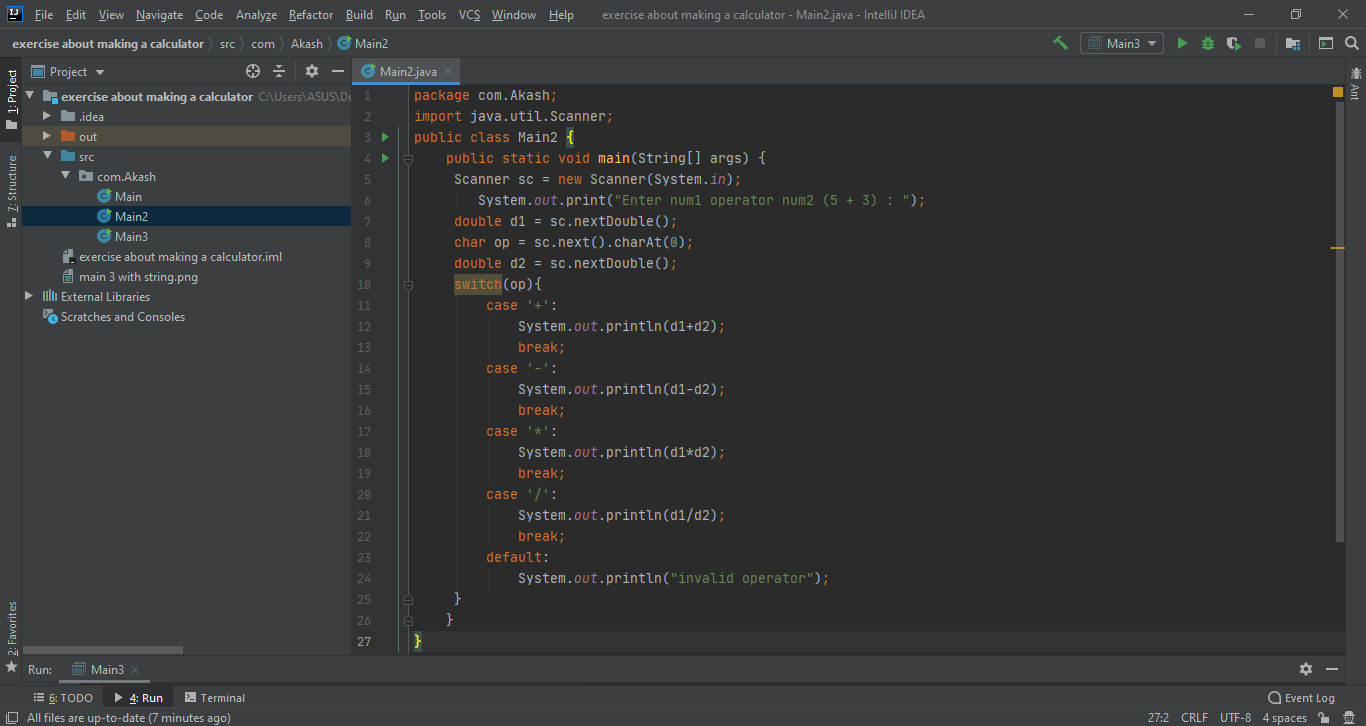 File Edit View Navigate Code Analyze Refactor Build Run Tools VCS Window Help exercise about making a calculator - Main2.java - IntelliJ IDEA
exercise about making a calculator src com Akash Main2 Main3
1: Project
7: Structure
2: Favorites
Project
exercise about making a calculator C:\Users\ASUS\De
.idea
out
src
com.Akash
Main
Main2
Main3
exercise about making a calculator.iml
main 3 with string.png
External Libraries
Scratches and Consoles
Main2.java
1 package com.Akash;
2 import java.util.Scanner;
3 public class Main2 {
4 public static void main(String[] args) {
5 Scanner sc = new Scanner(System.in);
6 System.out.print("Enter num1 operator num2 (5 + 3) : ");
7 double d1 = sc.nextDouble();
8 char op = sc.next().charAt(0);
9 double d2 = sc.nextDouble();
10 switch(op){
11 case '+':
12 System.out.println(d1+d2);
13 break;
14 case '-':
15 System.out.println(d1-d2);
16 break;
17 case '*':
18 System.out.println(d1*d2);
19 break;
20 case '/':
21 System.out.println(d1/d2);
22 break;
23 default:
24 System.out.println("invalid operator");
25 }
26 }
27 }
Ant
Run: Main3
6: TODO 4: Run Terminal Event Log
All files are up-to-date (7 minutes ago) 27:2 CRLF UTF-8 4 spaces